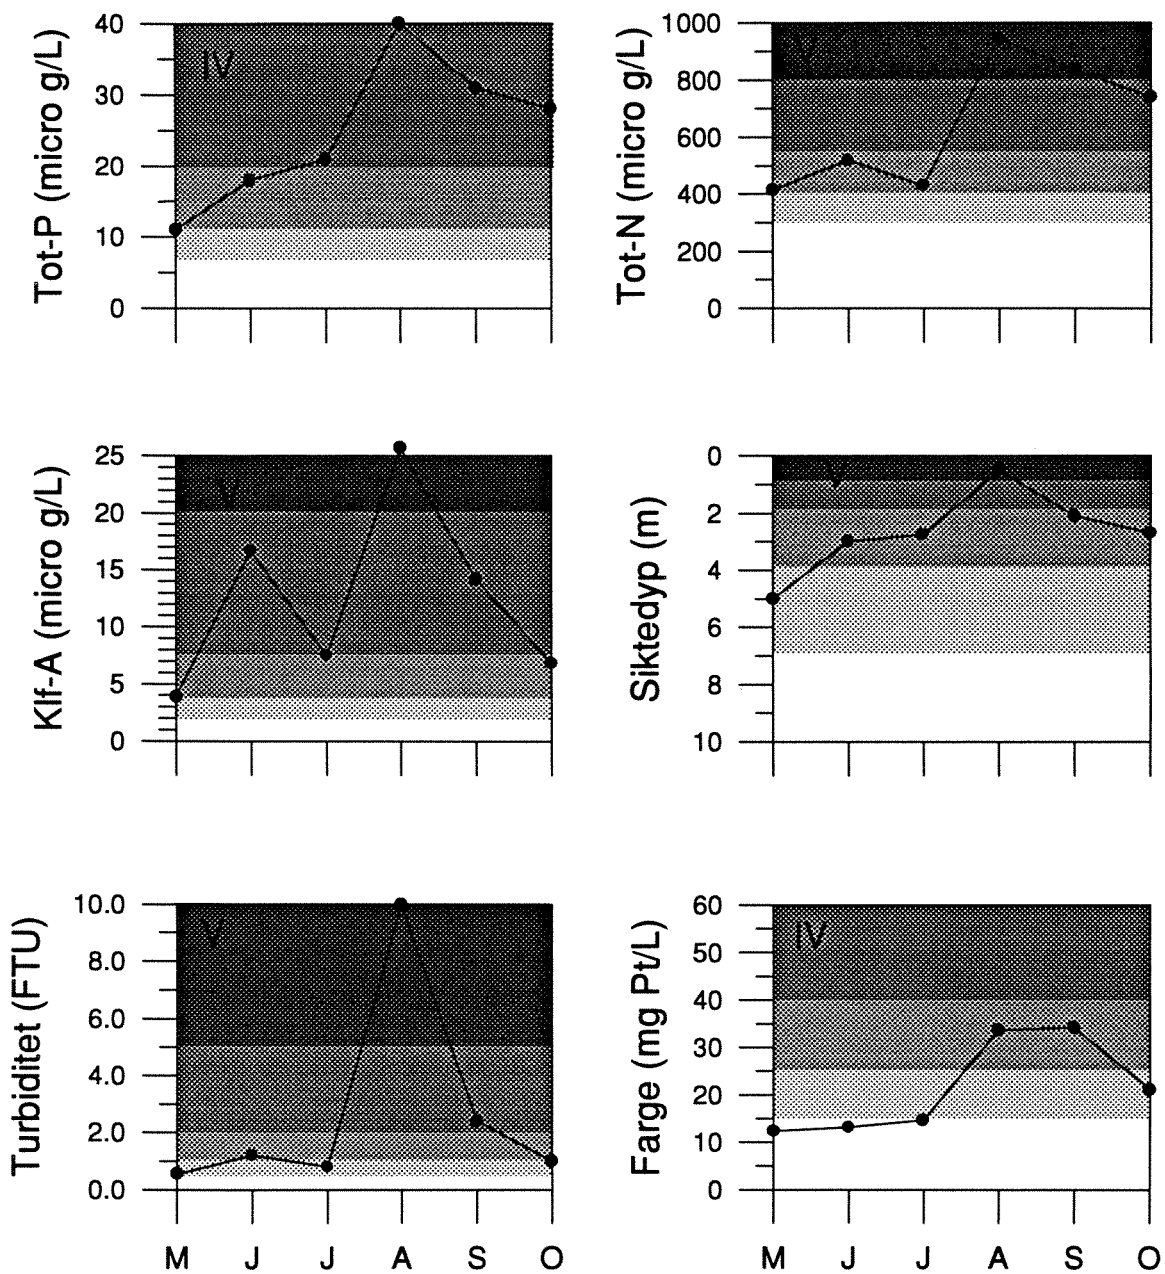 Tot-P (micro g/L)
40
30
20
10
0
IV
Tot-N (micro g/L)
1000
800
600
400
200
0
V
Klf-A (micro g/L)
25
20
15
10
5
0
V
Siktedyp (m)
0
2
4
6
8
10
V
Turbiditet (FTU)
10.0
8.0
6.0
4.0
2.0
0.0
V
M J J A S O
Farge (mg Pt/L)
60
50
40
30
20
10
0
IV
M J J A S O